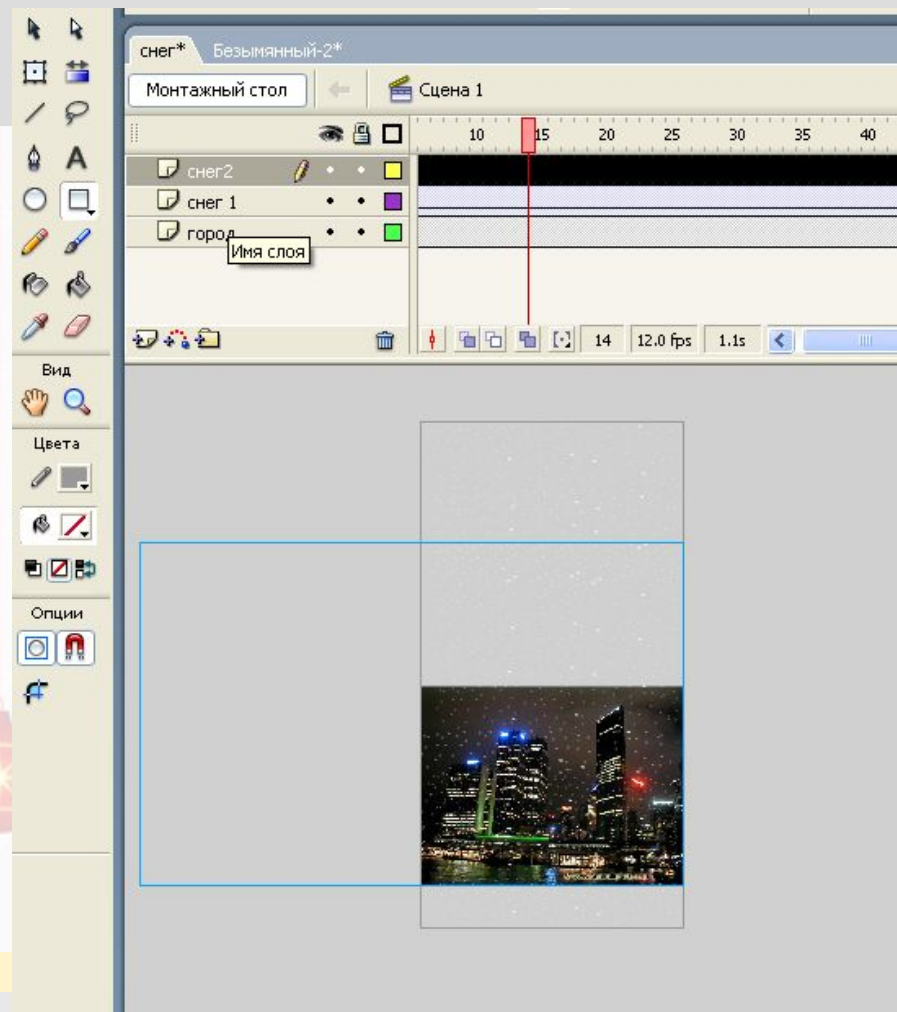 снег* Безымянный-2*
Монтажный стол Сцена 1
10 15 20 25 30 35 40
снег2
снег 1
город
Имя слоя
14 12.0 fps 1.1s
Вид
Цвета
Опции